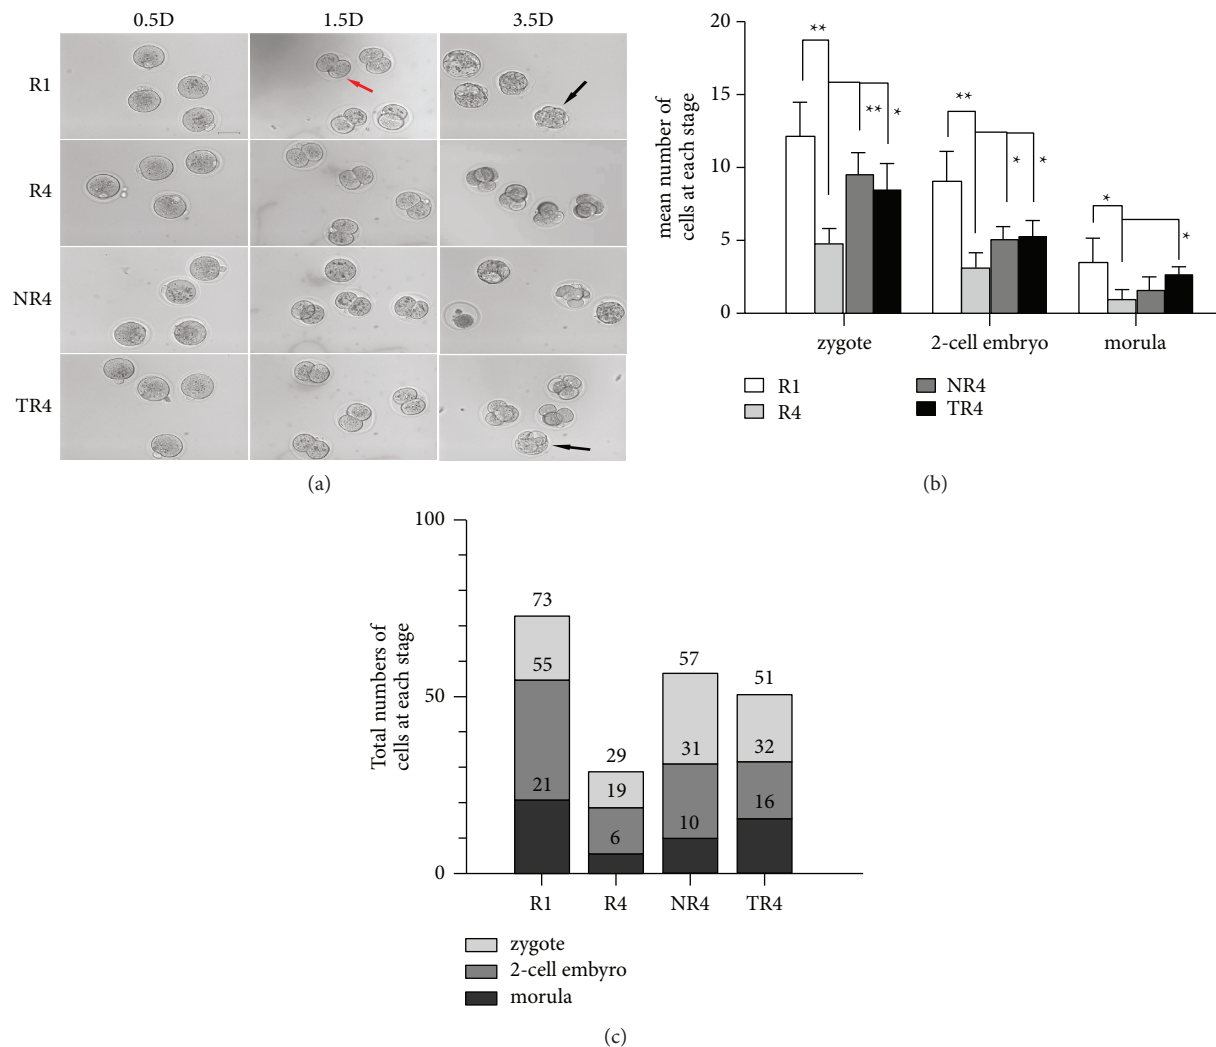 0.5D 1.5D 3.5D
R1
R4
NR4
TR4
(a)
mean number of
cells at each stage
20
15
10
5
0
** ** *
** * *
* *
zygote 2-cell embryo morula
R1 NR4
R4 TR4
(b)
Total numbers of
cells at each stage
100
50
0
73
55
21
29
19
6
57
31
10
51
32
16
R1 R4 NR4 TR4
zygote
2-cell embyro
morula
(c)